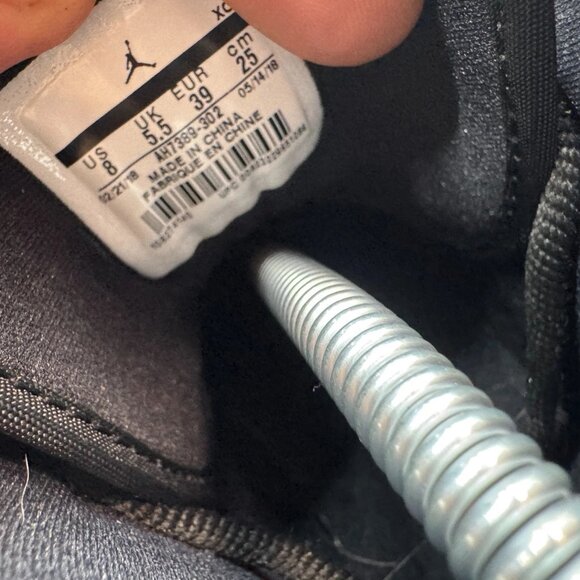 XC
US UK EUR cm
8 5.5 39 25
02/21/18 05/14/18
AH7389-302
MADE IN CHINA
FABRIQUE EN CHINE